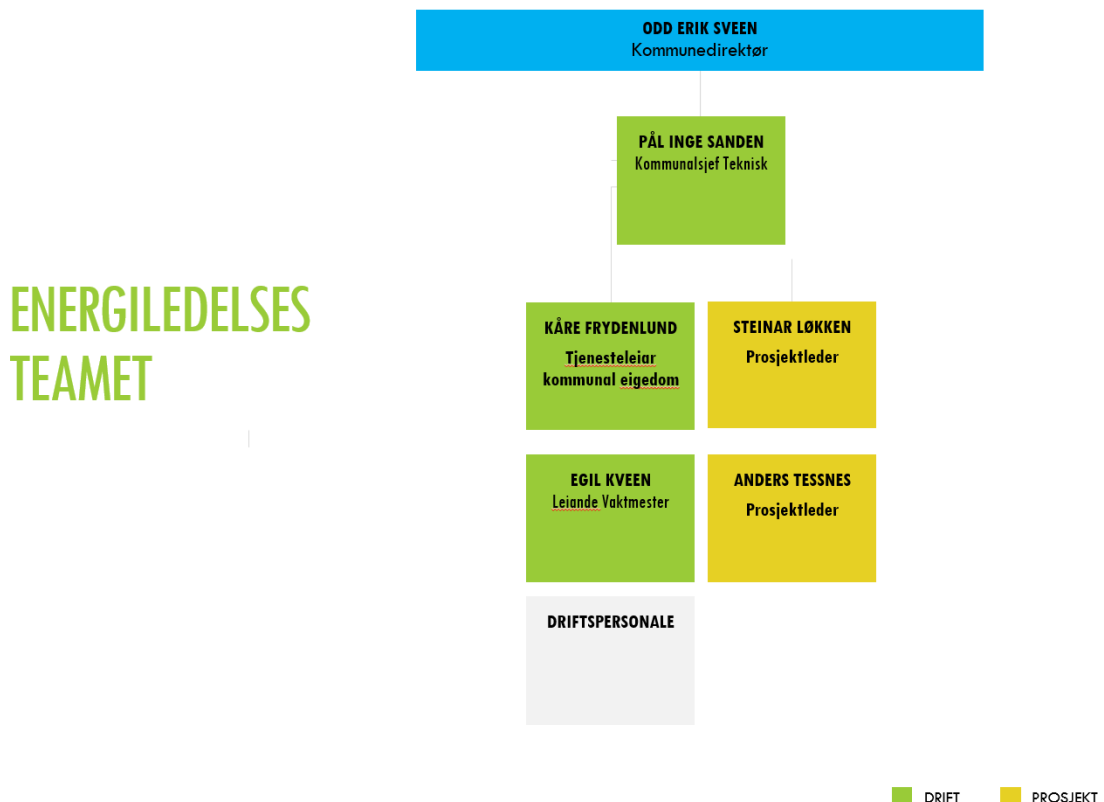 ODD ERIK SVEEN
Kommunedirektør
PÅL INGE SANDEN
Kommunalsjef Teknisk
ENERGILEDELSES
TEAMET
KÅRE FRYDENLUND
Tjenesteleiar
kommunal eigedom
STEINAR LØKKEN
Prosjektleder
EGIL KVEEN
Leiande Vaktmester
ANDERS TESSNES
Prosjektleder
DRIFTSPERSONALE
DRIFT
PROSJEKT